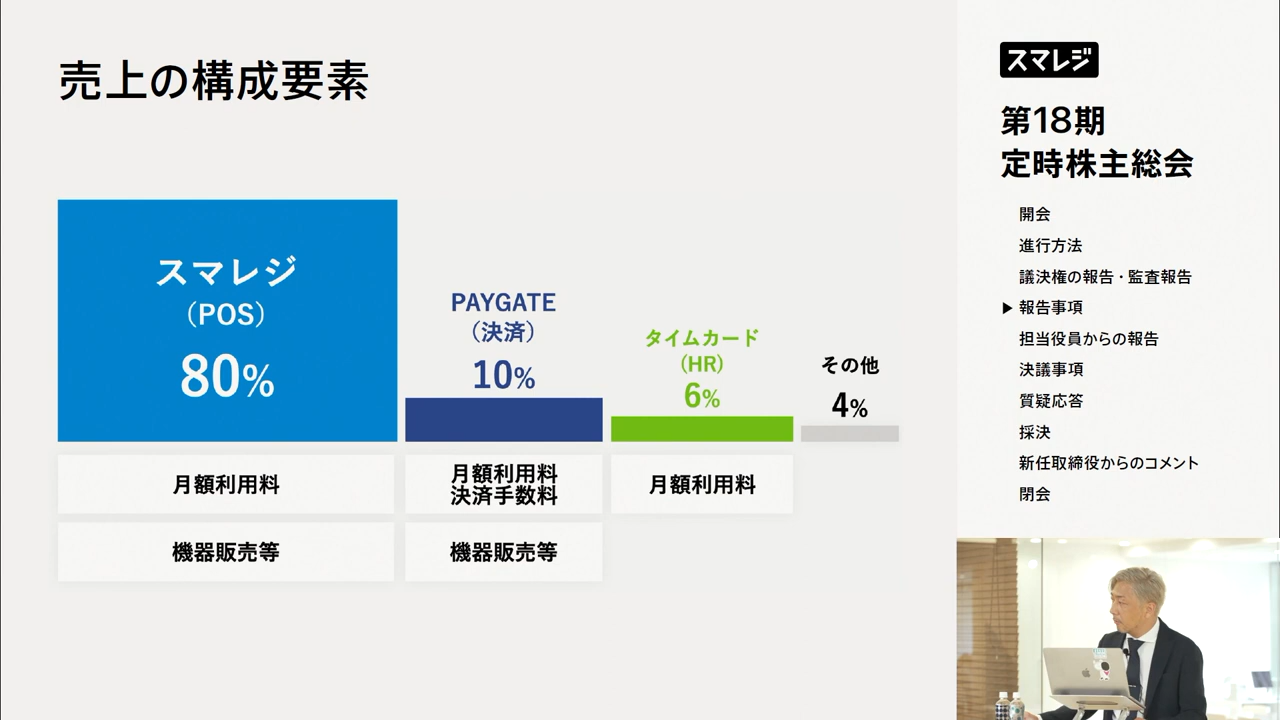 売上の構成要素
スマレジ
（POS）
80%
PAYGATE
（決済）
10%
タイムカード
(HR)
6%
その他
4%
月額利用料
月額利用料
決済手数料
月額利用料
機器販売等
機器販売等
スマレジ
第18期
定時株主総会
開会
進行方法
議決権の報告・監査報告
▶ 報告事項
担当役員からの報告
決議事項
質疑応答
採決
新任取締役からのコメント
閉会